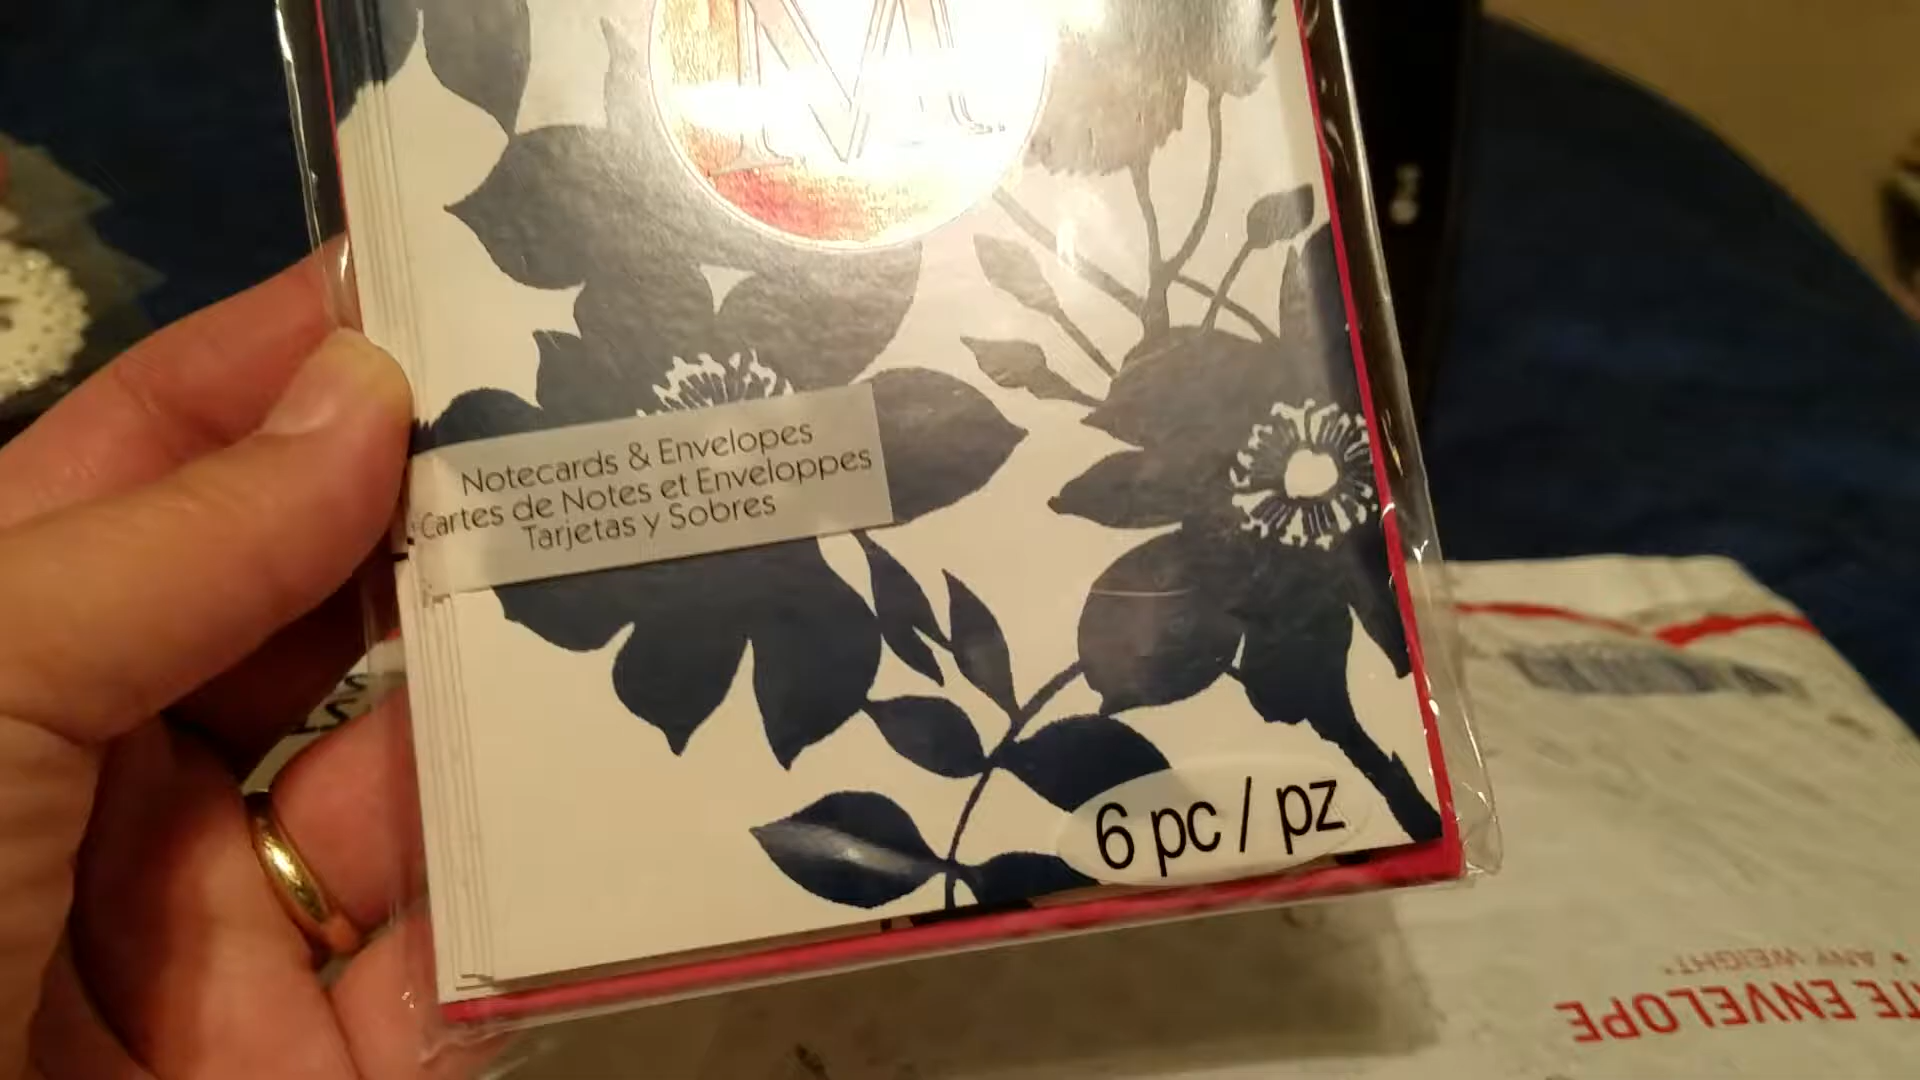 M
Notecards & Envelopes
Cartes de Notes et Enveloppes
Tarjetas y Sobres
6 pc / pz
ANY WEIGHT*
TE ENVELOPE